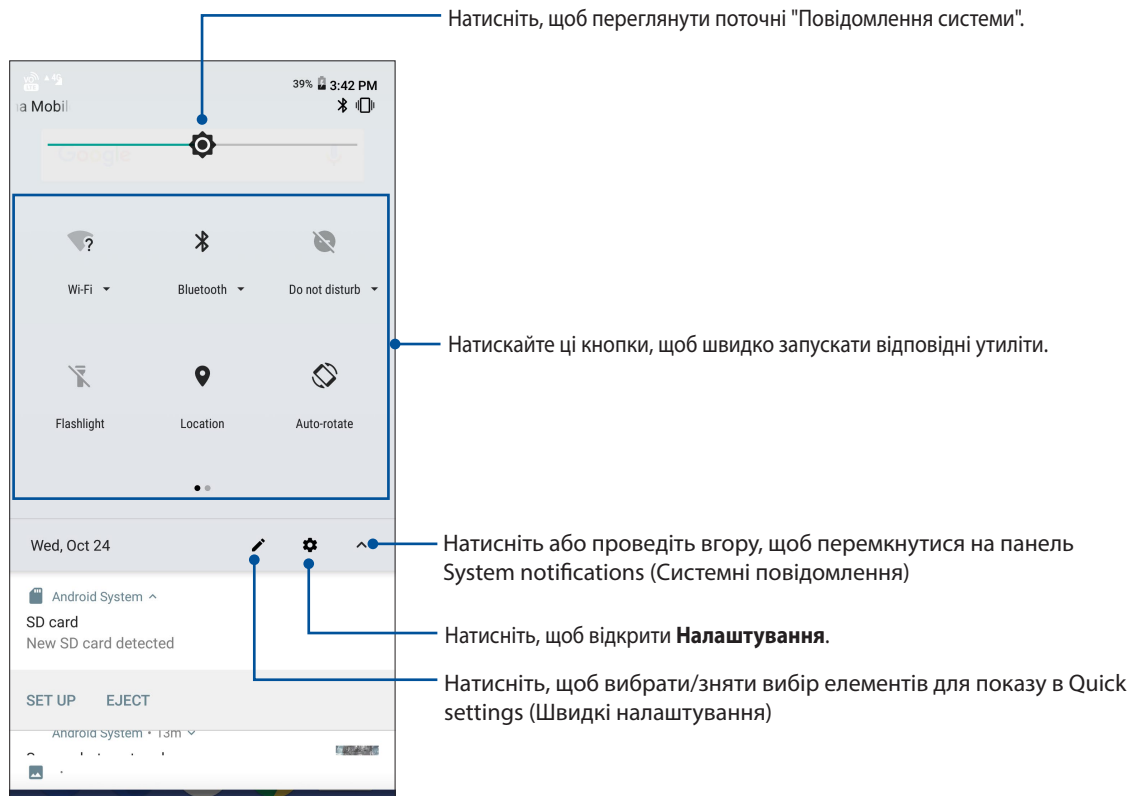 Натисніть, щоб переглянути поточні "Повідомлення системи".
39% 3:42 PM
a Mobil
Google
?
Wi-Fi
Bluetooth
Do not disturb
Натискайте ці кнопки, щоб швидко запускати відповідні утиліти.
Flashlight
Location
Auto-rotate
Wed, Oct 24
Натисніть або проведіть вгору, щоб перемкнутися на панель
System notifications (Системні повідомлення)
Android System
SD card
New SD card detected
Натисніть, щоб відкрити Налаштування.
SET UP EJECT
Натисніть, щоб вибрати/зняти вибір елементів для показу в Quick
settings (Швидкі налаштування)
Android System • 13m